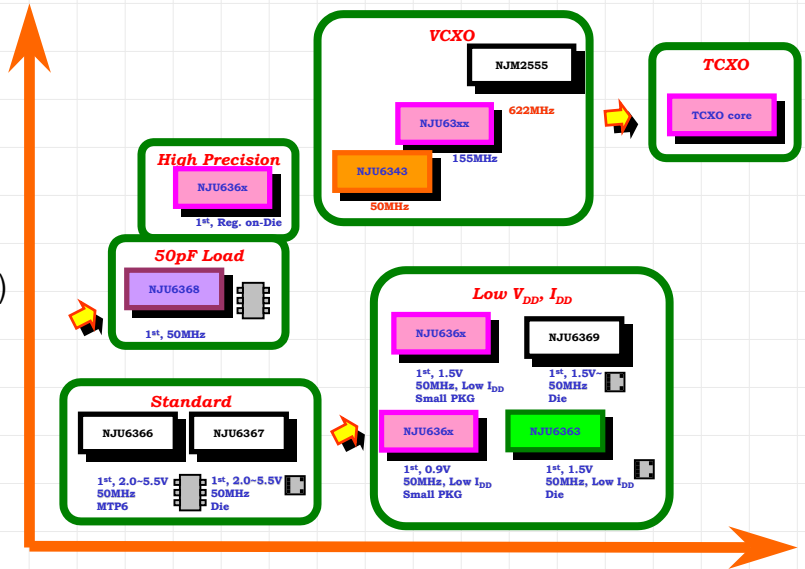 VCXO
NJM2555
622MHz
NJU63xx
155MHz
NJU6343
50MHz
TCXO
TCXO core
High Precision
NJU636x
1st, Reg. on-Die
50pF Load
NJU6368
1st, 50MHz
)
Low VDD, IDD
NJU636x
1st, 1.5V
50MHz, Low IDD
Small PKG
NJU6369
1st, 1.5V~
50MHz
Die
NJU636x
1st, 0.9V
50MHz, Low IDD
Small PKG
NJU6363
1st, 1.5V
50MHz, Low IDD
Die
Standard
NJU6366
1st, 2.0~5.5V
50MHz
MTP6
NJU6367
1st, 2.0~5.5V
50MHz
Die